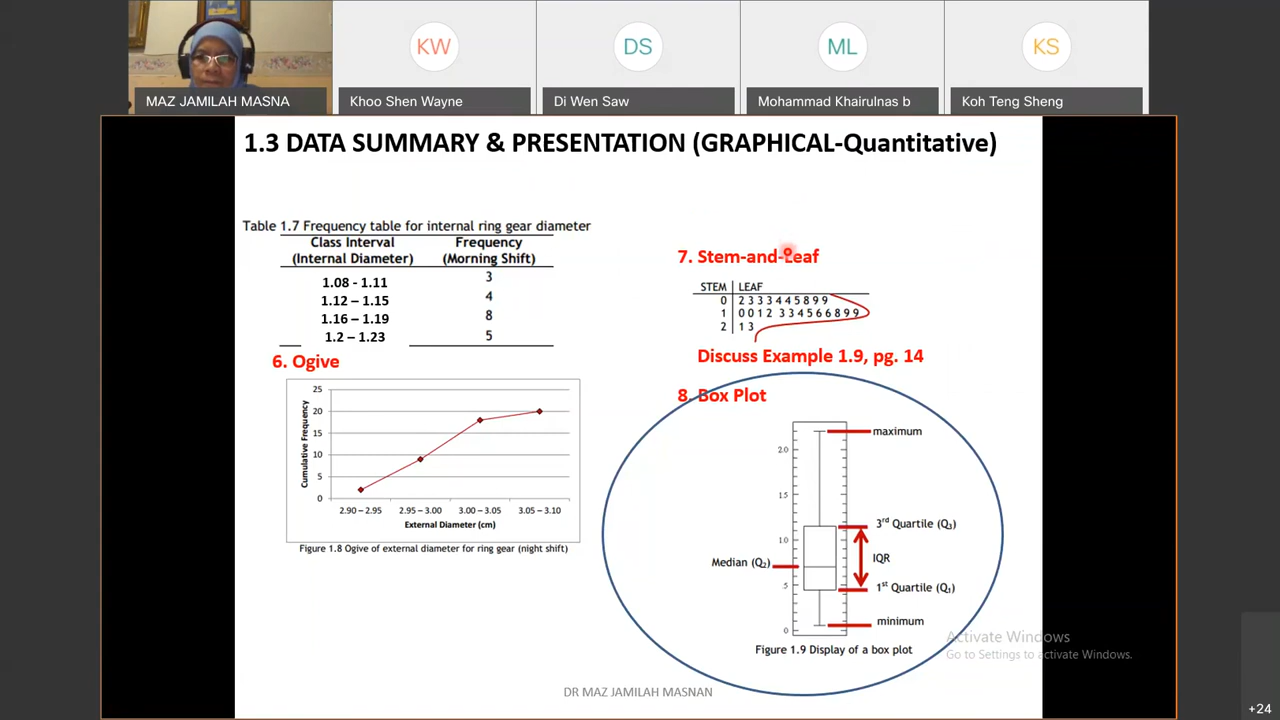 KW
DS
ML
KS
MAZ JAMILAH MASNA
Khoo Shen Wayne
Di Wen Saw
Mohammad Khairulnas b
Koh Teng Sheng
1.3 DATA SUMMARY & PRESENTATION (GRAPHICAL-Quantitative)
Table 1.7 Frequency table for internal ring gear diameter
Class Interval Frequency
(Internal Diameter) (Morning Shift)
1.08 - 1.11 3
1.12 – 1.15 4
1.16 – 1.19 8
1.2 – 1.23 5
6. Ogive
25
20
15
10
5
0
Cumulative Frequency
2.90 – 2.95 2.95 – 3.00 3.00 – 3.05 3.05 – 3.10
External Diameter (cm)
Figure 1.8 Ogive of external diameter for ring gear (night shift)
7. Stem-and-Leaf
STEM LEAF
0 2 3 3 3 4 4 5 8 9 9
1 0 0 1 2 3 3 4 5 6 6 8 9 9
2 1 3
Discuss Example 1.9, pg. 14
8. Box Plot
2.0
1.5
1.0
.5
0
maximum
3rd Quartile (Q3)
IQR
Median (Q2)
1st Quartile (Q1)
minimum
Figure 1.9 Display of a box plot
Activate Windows
Go to Settings to activate Windows.
DR MAZ JAMILAH MASNAN
+24